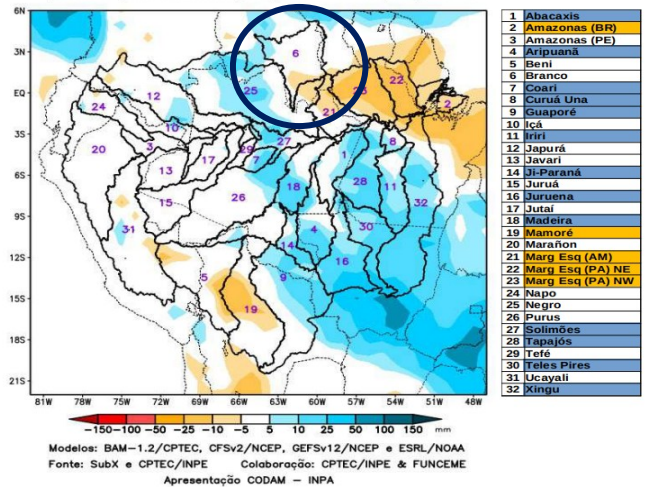 6N
3N
EQ
3S
6S
9S
12S
15S
18S
21S
81W 78W 75W 72W 69W 66W 63W 60W 57W 54W 51W 48W
6
25
22
23
2
21
24
12
10
27
8
20
3
17
29
7
1
13
18
28
11
15
26
32
31
4
30
14
5
9
16
19
−150 −100 −50 −25 −10 −5 5 10 25 50 100 150 mm
Modelos: BAM−1.2/CPTEC, CFSv2/NCEP, GEFSv12/NCEP e ESRL/NOAA
Fonte: SubX e CPTEC/INPE Colaboração: CPTEC/INPE & FUNCEME
Apresentação CODAM − INPA
1 Abacaxis
2 Amazonas (BR)
3 Amazonas (PE)
4 Aripuanã
5 Beni
6 Branco
7 Coari
8 Curuá Una
9 Guaporé
10 Içá
11 Iriri
12 Japurá
13 Javari
14 Ji-Paraná
15 Juruá
16 Juruena
17 Jutaí
18 Madeira
19 Mamoré
20 Marañon
21 Marg Esq (AM)
22 Marg Esq (PA) NE
23 Marg Esq (PA) NW
24 Napo
25 Negro
26 Purus
27 Solimões
28 Tapajós
29 Tefé
30 Teles Pires
31 Ucayali
32 Xingu